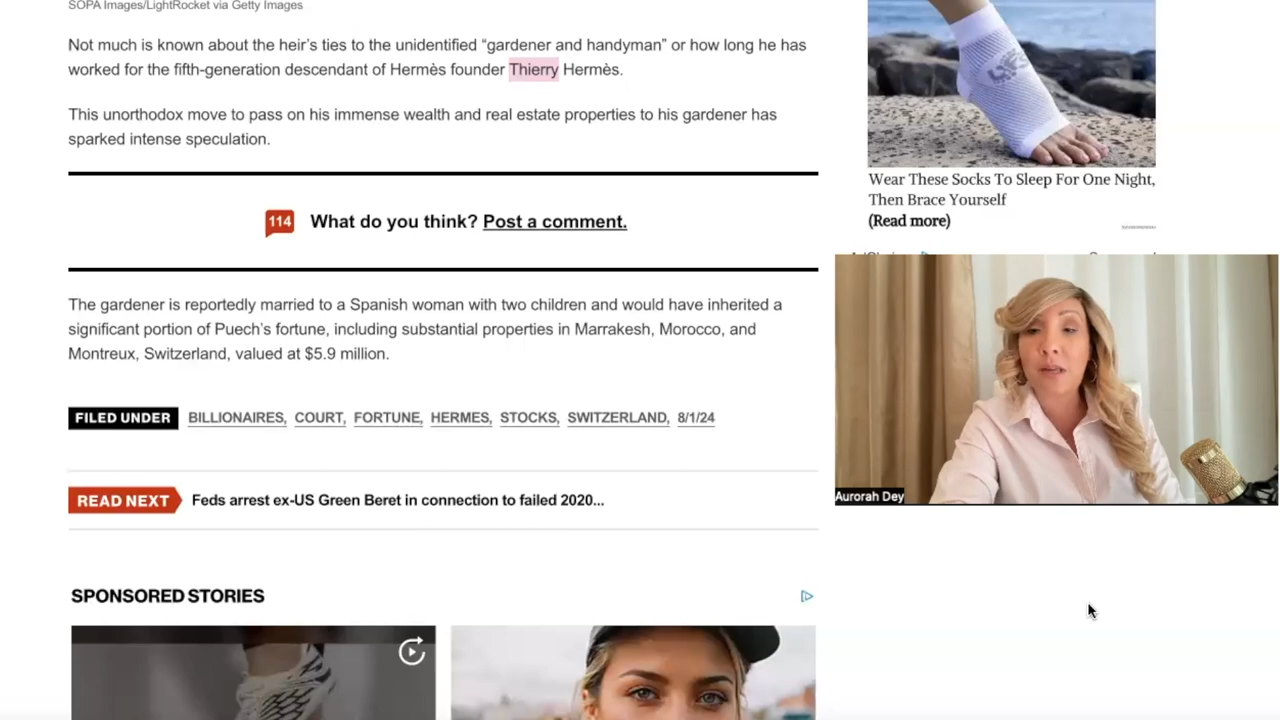 SOPA Images/LightRocket via Getty Images
Not much is known about the heir’s ties to the unidentified “gardener and handyman” or how long he has
worked for the fifth-generation descendant of Hermès founder Thierry Hermès.
This unorthodox move to pass on his immense wealth and real estate properties to his gardener has
sparked intense speculation.
114 What do you think? Post a comment.
The gardener is reportedly married to a Spanish woman with two children and would have inherited a
significant portion of Puech’s fortune, including substantial properties in Marrakesh, Morocco, and
Montreux, Switzerland, valued at $5.9 million.
FILED UNDER BILLIONAIRES, COURT, FORTUNE, HERMES, STOCKS, SWITZERLAND, 8/1/24
READ NEXT Feds arrest ex-US Green Beret in connection to failed 2020...
SPONSORED STORIES
Wear These Socks To Sleep For One Night,
Then Brace Yourself
(Read more)
Aurorah Dey